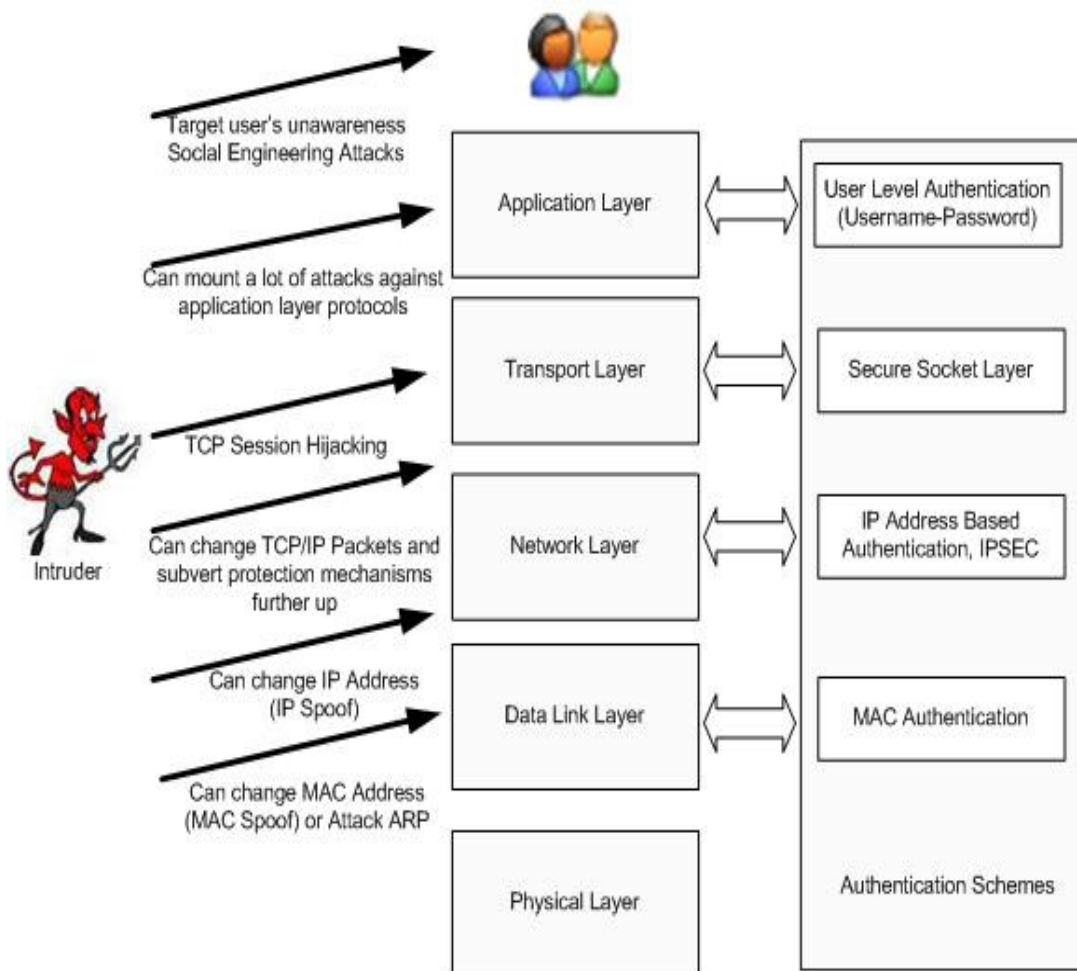 Target user's unawareness
Social Engineering Attacks
Application Layer
User Level Authentication
(Username-Password)
Can mount a lot of attacks against
application layer protocols
Transport Layer
Secure Socket Layer
TCP Session Hijacking
Intruder
Can change TCP/IP Packets and
subvert protection mechanisms
further up
Network Layer
IP Address Based
Authentication, IPSEC
Can change IP Address
(IP Spoof)
Data Link Layer
MAC Authentication
Can change MAC Address
(MAC Spoof) or Attack ARP
Physical Layer
Authentication Schemes